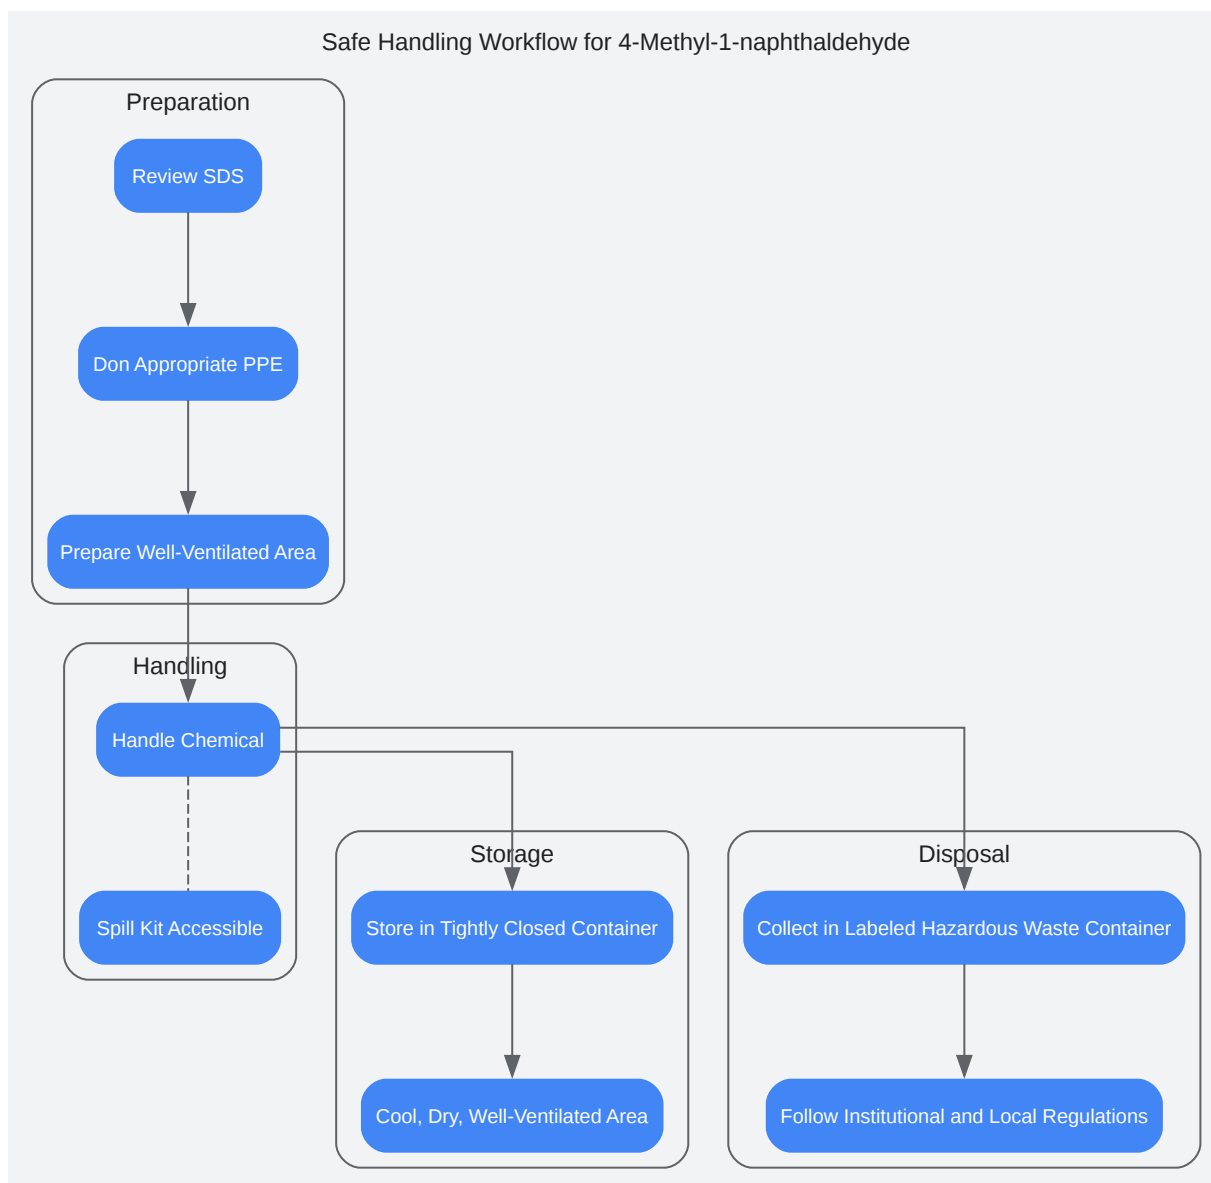 Safe Handling Workflow for 4-Methyl-1-naphthaldehyde
Preparation
Review SDS
Don Appropriate PPE
Prepare Well-Ventilated Area
Handling
Handle Chemical
Spill Kit Accessible
Storage
Store in Tightly Closed Container
Cool, Dry, Well-Ventilated Area
Disposal
Collect in Labeled Hazardous Waste Container
Follow Institutional and Local Regulations